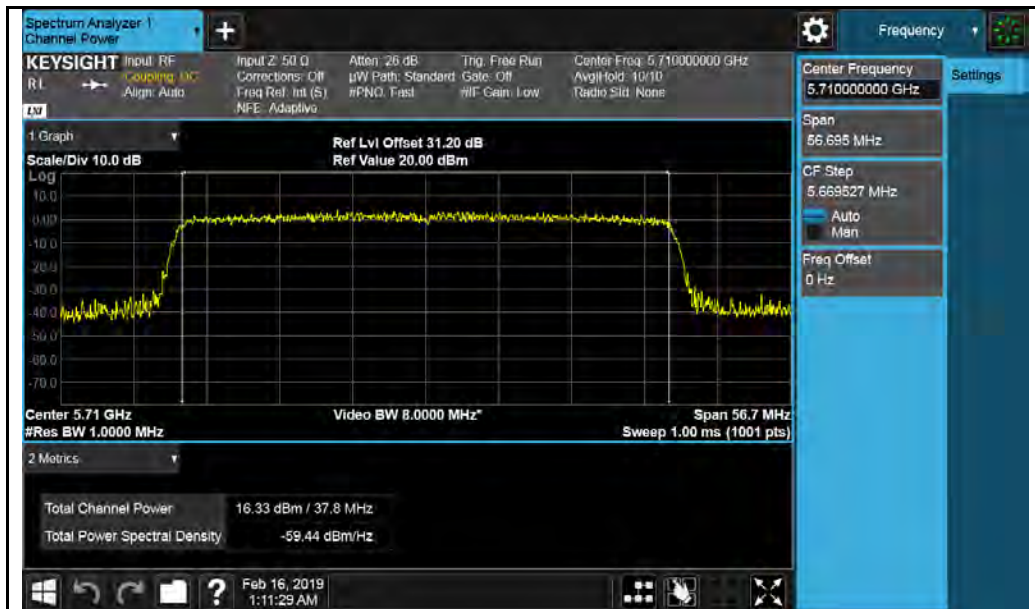 Spectrum Analyzer 1
Channel Power
Frequency
KEYSIGHT
Input: RF
Coupling: DC
Align: Auto
Input Z: 50 Ω
Corrections: Off
Freq Ref: Int (S)
NFE: Adaptive
Atten: 26 dB
µW Path: Standard
#PNO: Fast
Trig: Free Run
Gate: Off
#IF Gain: Low
Center Freq: 5.710000000 GHz
Avg|Hold: 10/10
Radio Std: None
RL
LXI
1 Graph
Scale/Div 10.0 dB
Ref Lvl Offset 31.20 dB
Ref Value 20.00 dBm
Log
10.0
0.00
-10.0
-20.0
-30.0
-40.0
-50.0
-60.0
-70.0
Center 5.71 GHz
#Res BW 1.0000 MHz
Video BW 8.0000 MHz*
Span 56.7 MHz
Sweep 1.00 ms (1001 pts)
2 Metrics
Total Channel Power
16.33 dBm / 37.8 MHz
Total Power Spectral Density
-59.44 dBm/Hz
?
Feb 16, 2019
1:11:29 AM
Center Frequency
5.710000000 GHz
Settings
Span
56.695 MHz
CF Step
5.669527 MHz
Auto
Man
Freq Offset
0 Hz